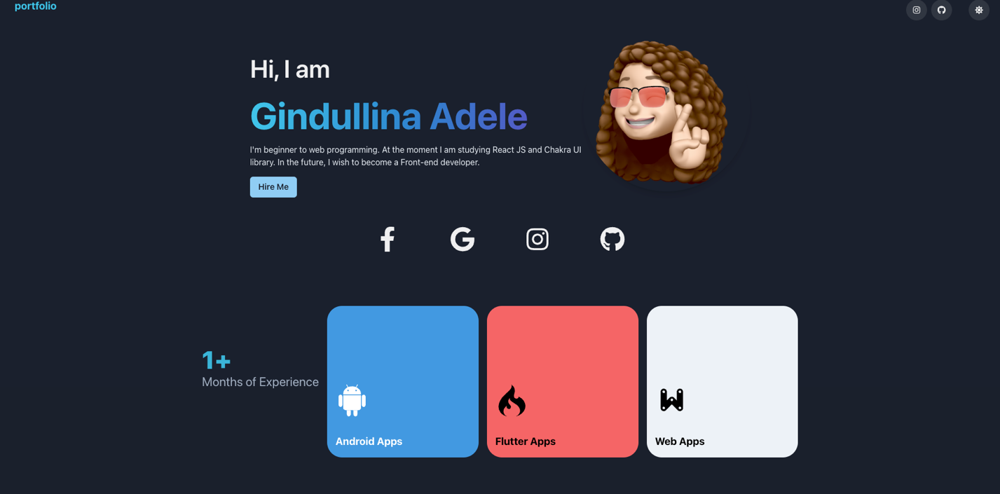 portfolio
Hi, I am
Gindullina Adele
I'm beginner to web programming. At the moment I am studying React JS and Chakra UI
library. In the future, I wish to become a Front-end developer.
Hire Me
1+
Months of Experience
Android Apps
Flutter Apps
Web Apps